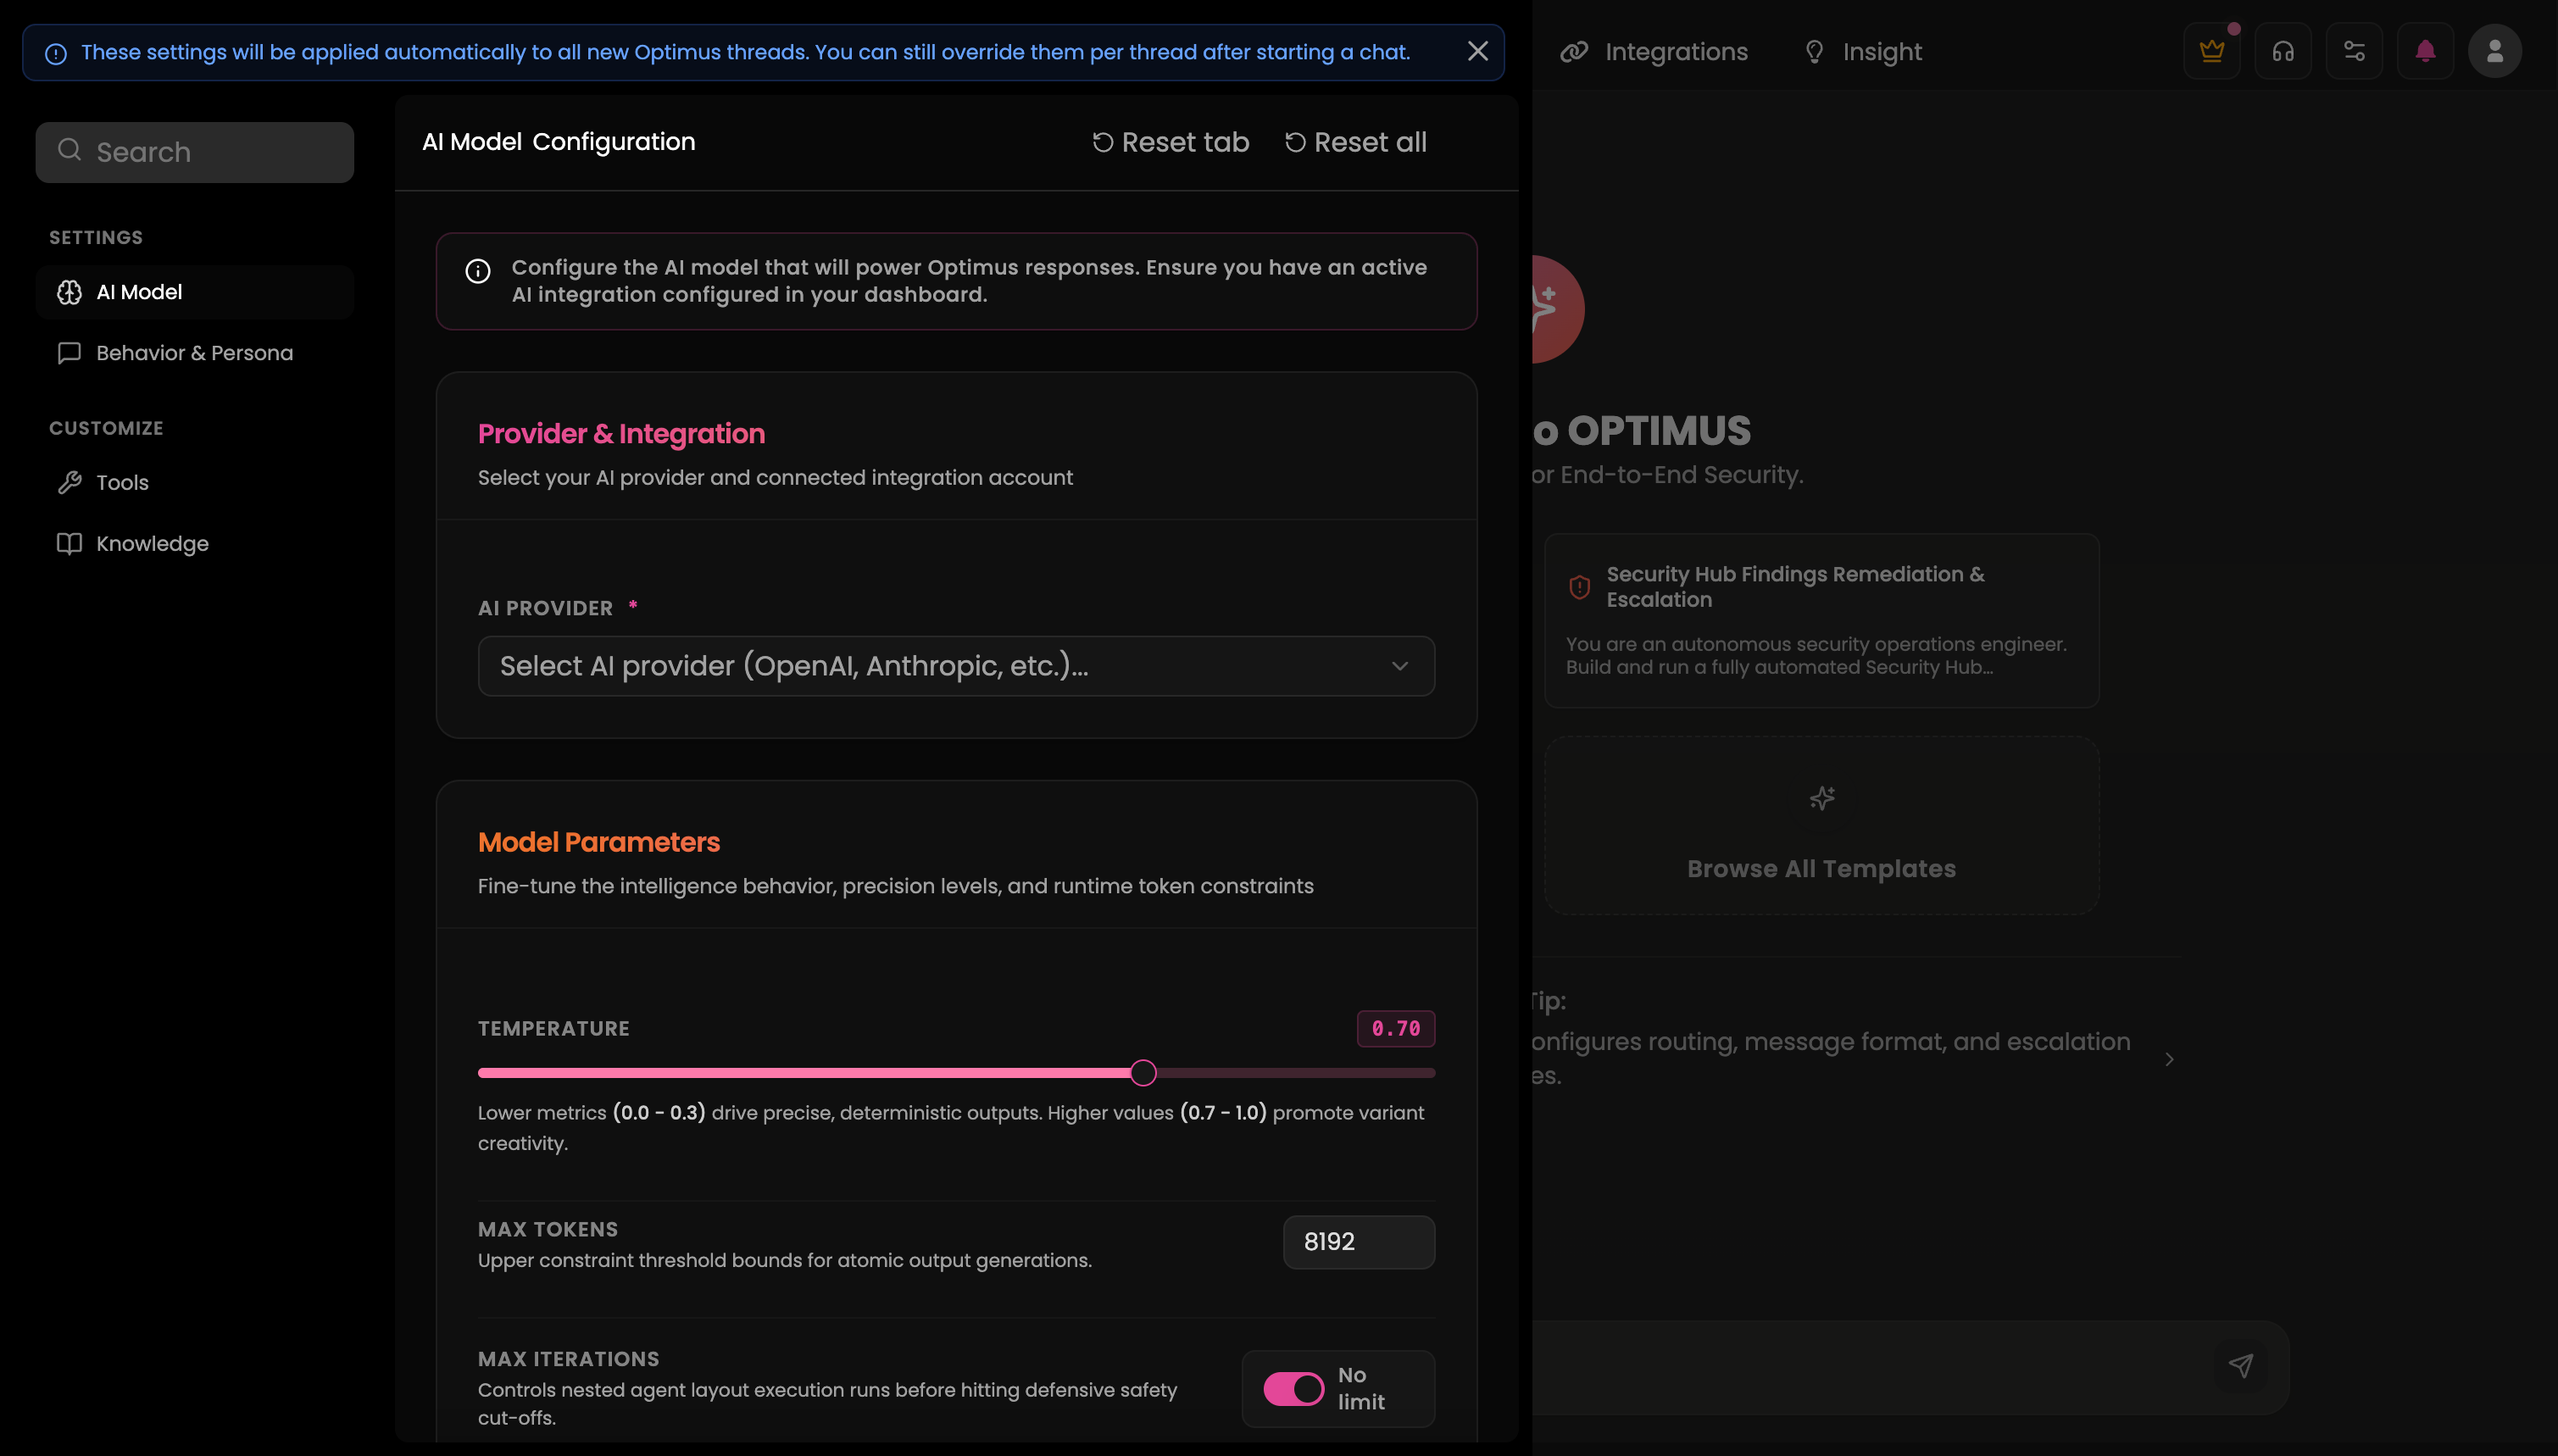 These settings will be applied automatically to all new Optimus threads. You can still override them per thread after starting a chat.
Integrations
Insight
Search
SETTINGS
AI Model
Behavior & Persona
CUSTOMIZE
Tools
Knowledge
AI Model Configuration
Reset tab
Reset all
Configure the AI model that will power Optimus responses. Ensure you have an active
AI integration configured in your dashboard.
Provider & Integration
Select your AI provider and connected integration account
AI PROVIDER *
Select AI provider (OpenAI, Anthropic, etc.)...
Model Parameters
Fine-tune the intelligence behavior, precision levels, and runtime token constraints
TEMPERATURE
0.70
Lower metrics (0.0 - 0.3) drive precise, deterministic outputs. Higher values (0.7 - 1.0) promote variant
creativity.
MAX TOKENS
8192
Upper constraint threshold bounds for atomic output generations.
MAX ITERATIONS
Controls nested agent layout execution runs before hitting defensive safety
cut-offs.
No
limit
o OPTIMUS
or End-to-End Security.
Security Hub Findings Remediation &
Escalation
You are an autonomous security operations engineer.
Build and run a fully automated Security Hub...
Browse All Templates
Tip:
onfigures routing, message format, and escalation
es.